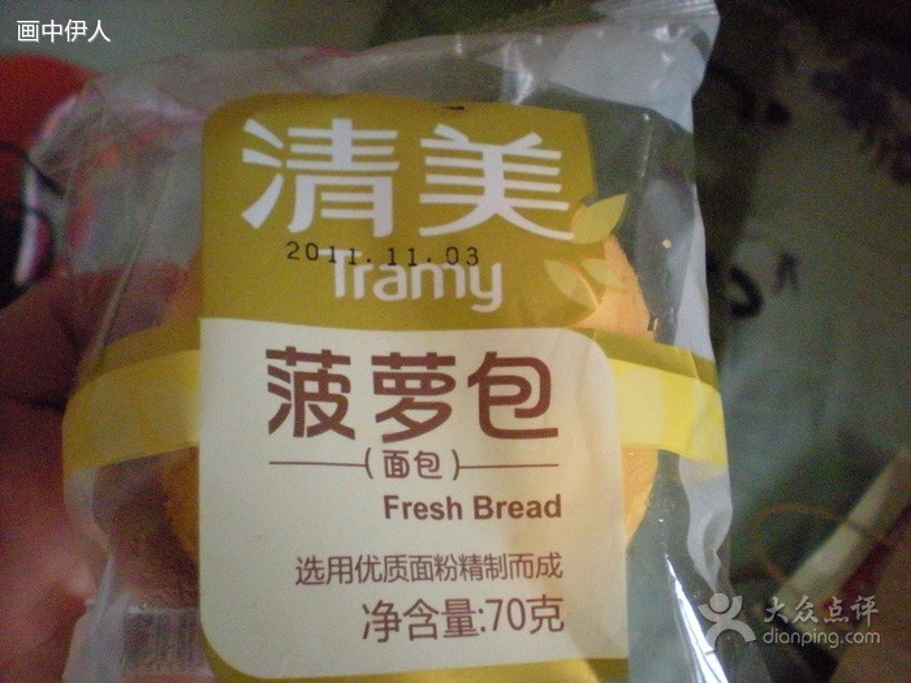 画中伊人
清美
2011.11.03
Tramy
菠萝包
(面包)
Fresh Bread
选用优质面粉精制而成
净含量:70克
大众点评
dianping.com